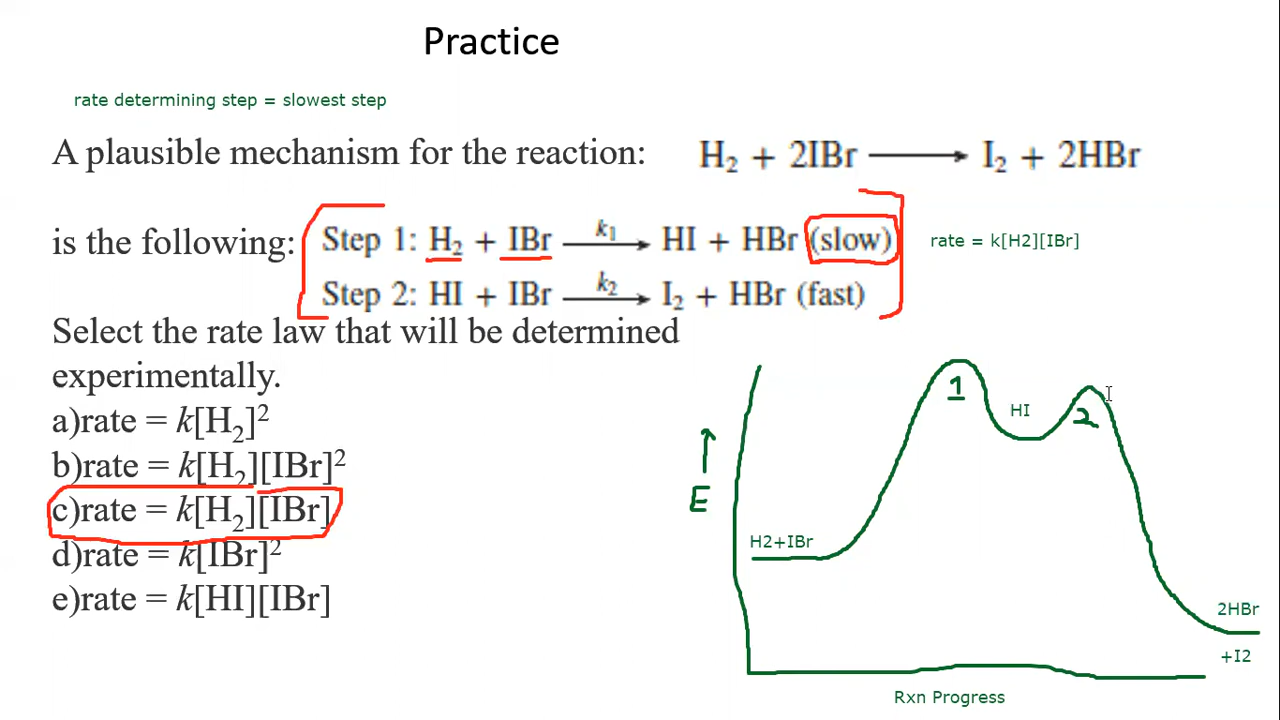 Practice
rate determining step = slowest step
A plausible mechanism for the reaction: H₂ + 2IBr ⟶ I₂ + 2HBr
is the following: Step 1: H₂ + IBr —k₁→ HI + HBr (slow) rate = k[H2][IBr]
Step 2: HI + IBr —k₂→ I₂ + HBr (fast)
Select the rate law that will be determined
experimentally.
a)rate = k[H₂]²
b)rate = k[H₂][IBr]²
c)rate = k[H₂][IBr]
d)rate = k[IBr]²
e)rate = k[HI][IBr]
1
HI
2
↑
E
H2+IBr
2HBr
+I2
Rxn Progress